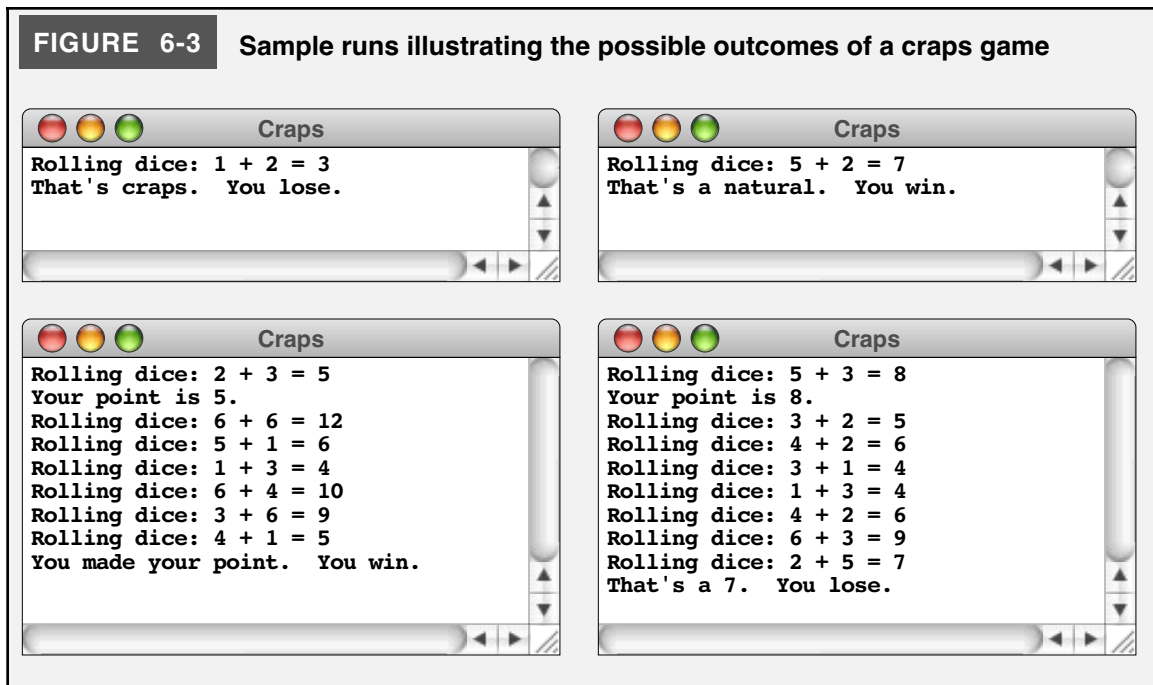 FIGURE 6-3 Sample runs illustrating the possible outcomes of a craps game
Craps
Rolling dice: 1 + 2 = 3
That's craps. You lose.
Craps
Rolling dice: 5 + 2 = 7
That's a natural. You win.
Craps
Rolling dice: 2 + 3 = 5
Your point is 5.
Rolling dice: 6 + 6 = 12
Rolling dice: 5 + 1 = 6
Rolling dice: 1 + 3 = 4
Rolling dice: 6 + 4 = 10
Rolling dice: 3 + 6 = 9
Rolling dice: 4 + 1 = 5
You made your point. You win.
Craps
Rolling dice: 5 + 3 = 8
Your point is 8.
Rolling dice: 3 + 2 = 5
Rolling dice: 4 + 2 = 6
Rolling dice: 3 + 1 = 4
Rolling dice: 1 + 3 = 4
Rolling dice: 4 + 2 = 6
Rolling dice: 6 + 3 = 9
Rolling dice: 2 + 5 = 7
That's a 7. You lose.